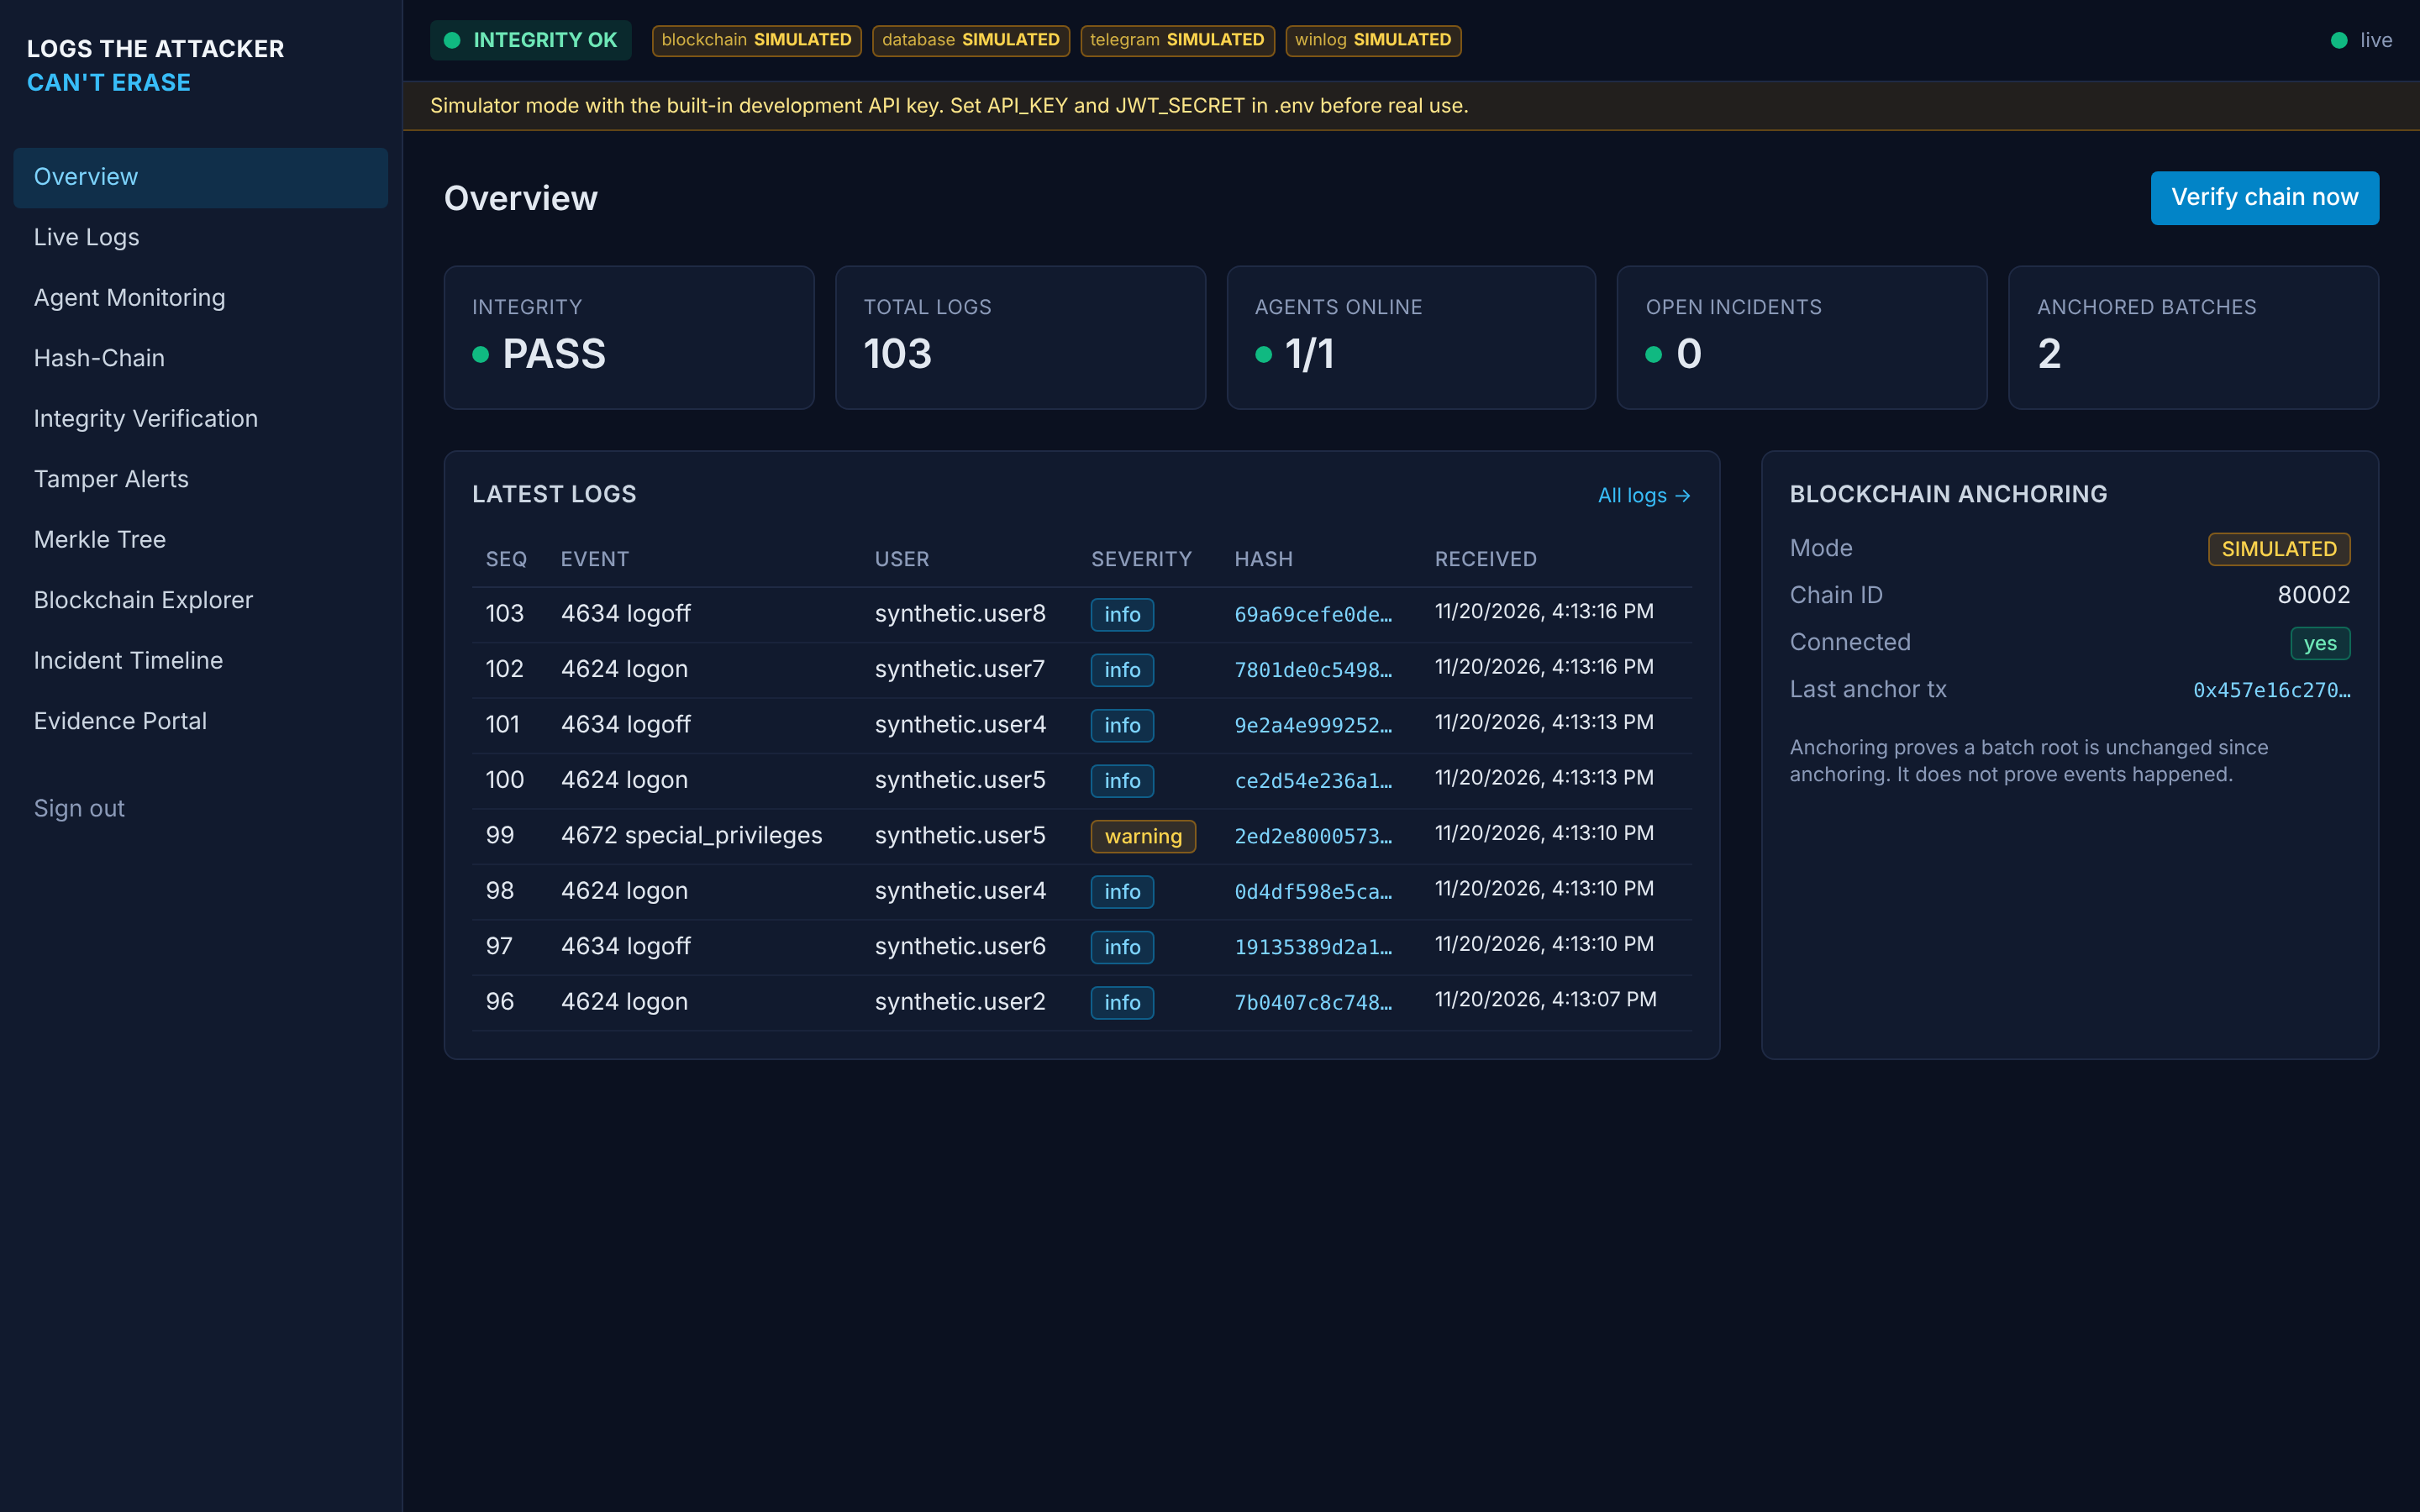 LOGS THE ATTACKER
CAN'T ERASE
Overview
Live Logs
Agent Monitoring
Hash-Chain
Integrity Verification
Tamper Alerts
Merkle Tree
Blockchain Explorer
Incident Timeline
Evidence Portal
Sign out
INTEGRITY OK blockchain SIMULATED database SIMULATED telegram SIMULATED winlog SIMULATED live
Simulator mode with the built-in development API key. Set API_KEY and JWT_SECRET in .env before real use.
Overview Verify chain now
INTEGRITY TOTAL LOGS AGENTS ONLINE OPEN INCIDENTS ANCHORED BATCHES
PASS 103 1/1 0 2
LATEST LOGS All logs →
SEQ EVENT USER SEVERITY HASH RECEIVED
103 4634 logoff synthetic.user8 info 69a69cefe0de… 11/20/2026, 4:13:16 PM
102 4624 logon synthetic.user7 info 7801de0c5498… 11/20/2026, 4:13:16 PM
101 4634 logoff synthetic.user4 info 9e2a4e999252… 11/20/2026, 4:13:13 PM
100 4624 logon synthetic.user5 info ce2d54e236a1… 11/20/2026, 4:13:13 PM
99 4672 special_privileges synthetic.user5 warning 2ed2e8000573… 11/20/2026, 4:13:10 PM
98 4624 logon synthetic.user4 info 0d4df598e5ca… 11/20/2026, 4:13:10 PM
97 4634 logoff synthetic.user6 info 19135389d2a1… 11/20/2026, 4:13:10 PM
96 4624 logon synthetic.user2 info 7b0407c8c748… 11/20/2026, 4:13:07 PM
BLOCKCHAIN ANCHORING
Mode SIMULATED
Chain ID 80002
Connected yes
Last anchor tx 0x457e16c270…
Anchoring proves a batch root is unchanged since
anchoring. It does not prove events happened.